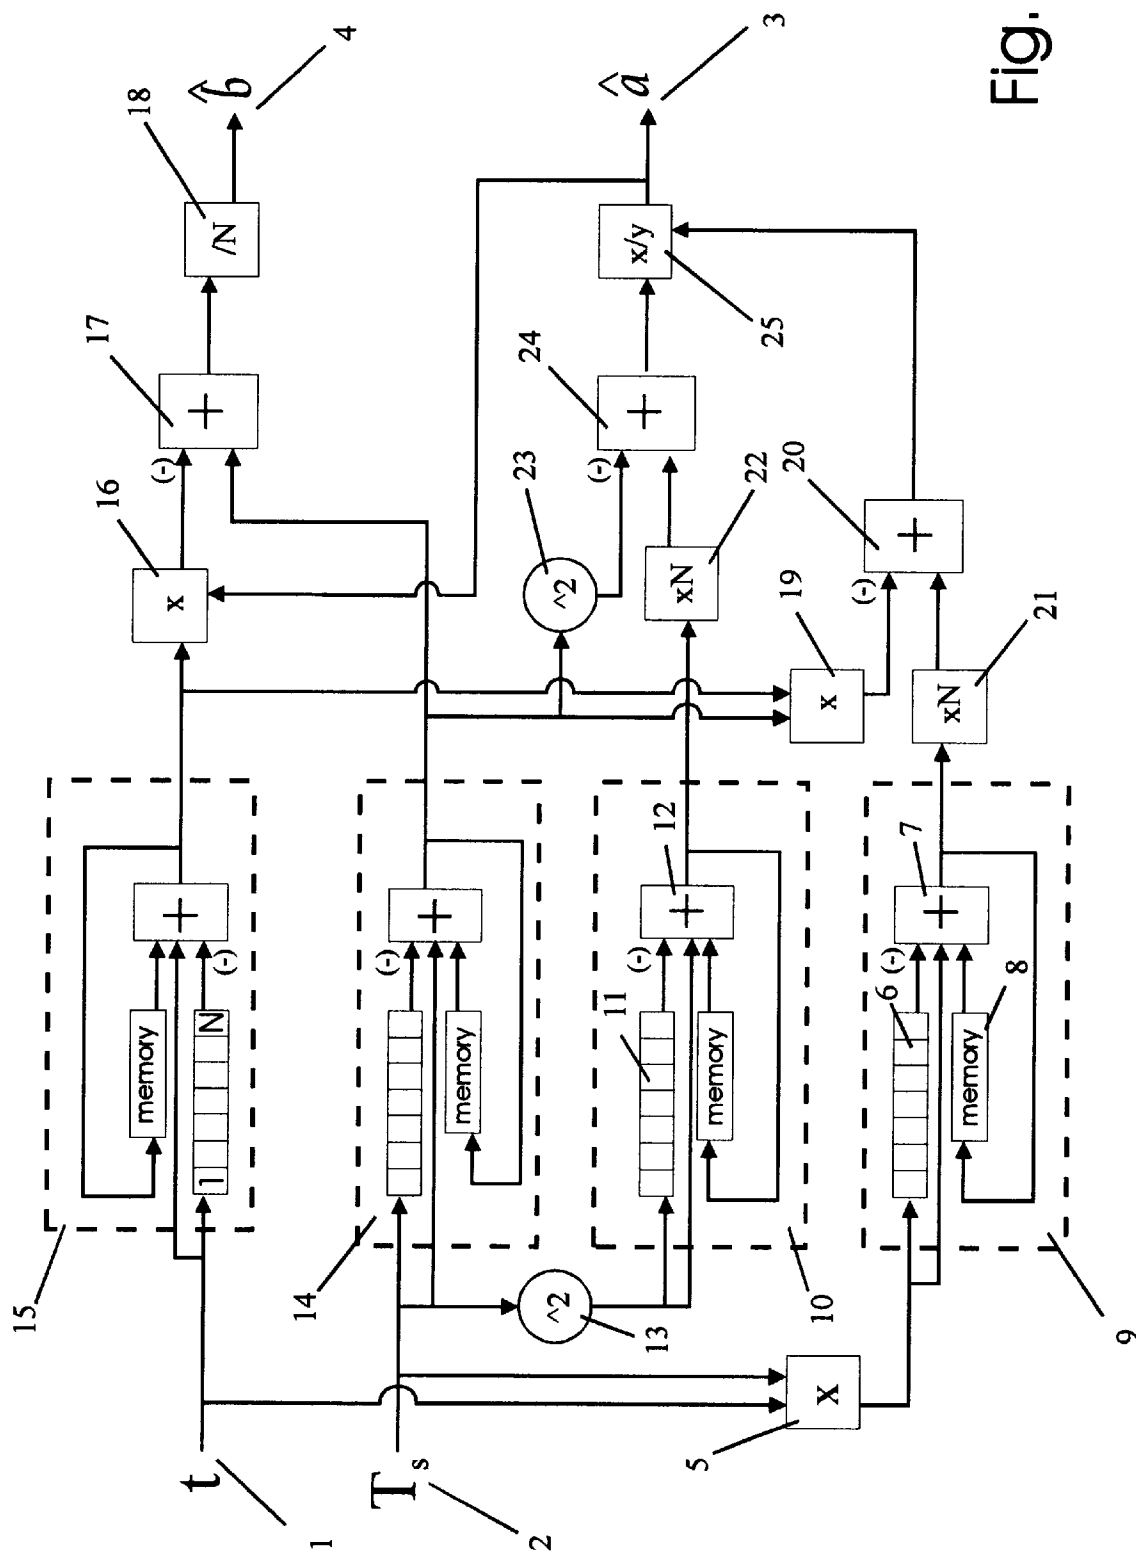 15
t
1
1
N
memory
(-)
+
x
16
(-)
17
+
/N
18
b̂
4
T s
2
14
memory
(-)
+
^2
13
10
11
memory
(-)
+
12
^2
23
xN
22
(-)
24
+
x/y
25
â
3
5
x
9
6
memory
8
(-)
7
+
x
19
xN
21
(-)
20
+
Fig.